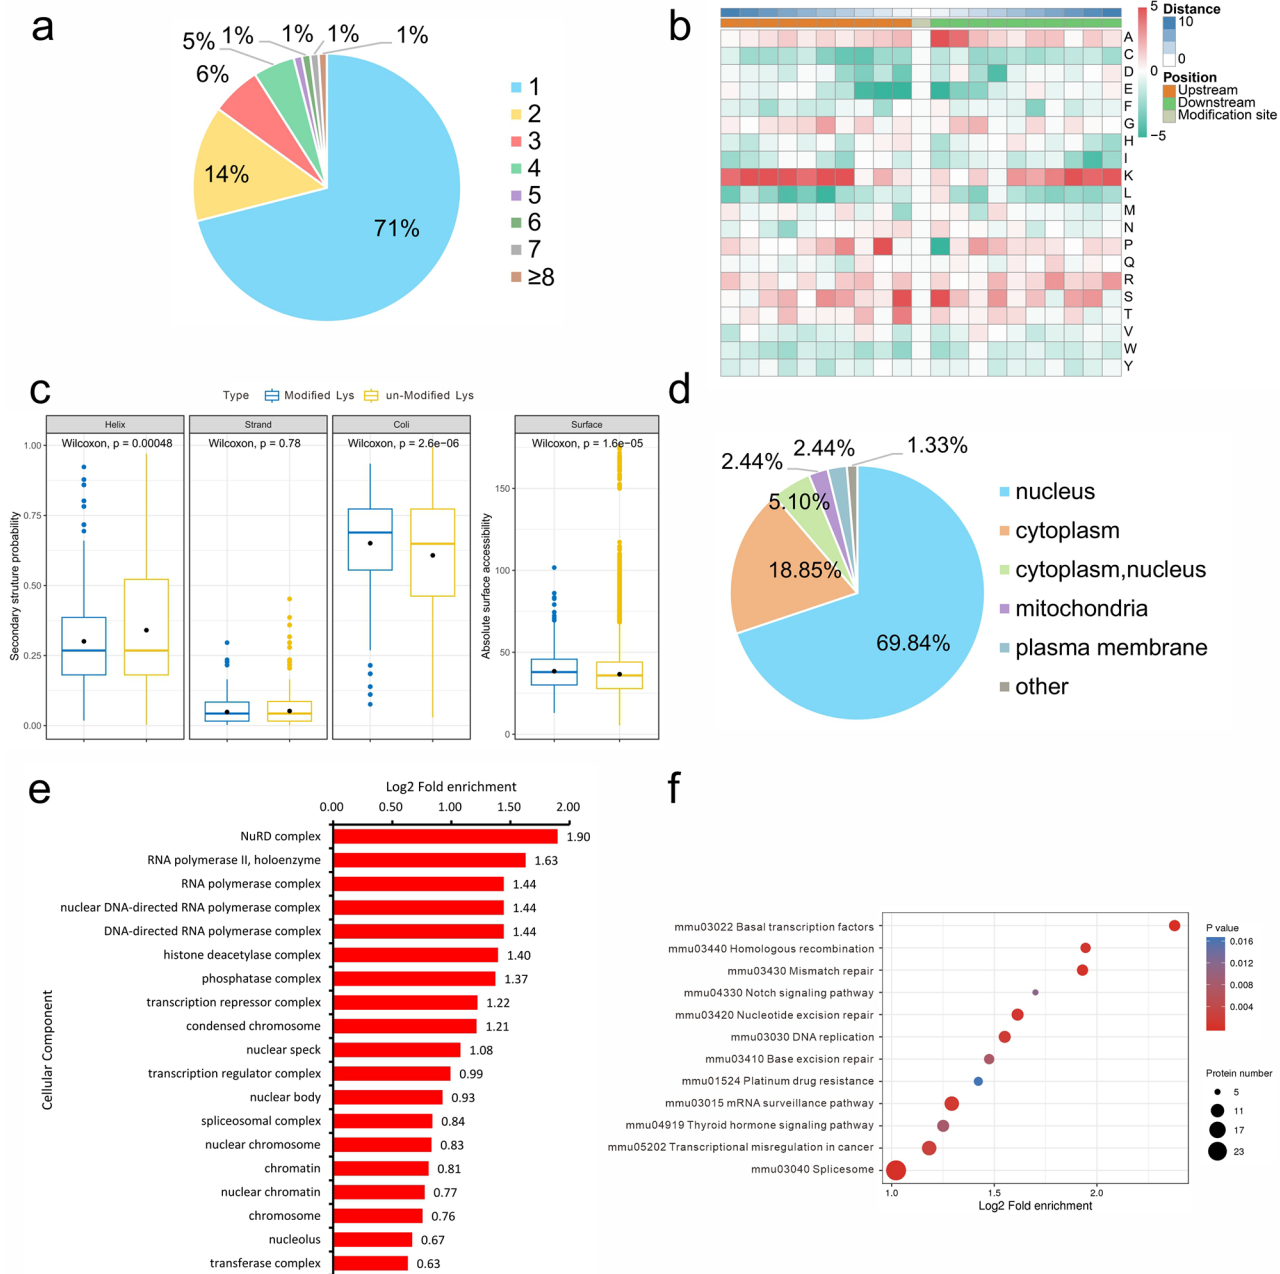 a
1%
1%
1%
1%
5%
6%
14%
71%
1
2
3
4
5
6
7
≥8
b
5
0
−5
Distance
10
0
Position
Upstream
Downstream
Modification site
A
C
D
E
F
G
H
I
K
L
M
N
P
Q
R
S
T
V
W
Y
c
Type Modified Lys un-Modified Lys
Helix Strand Coli Surface
Wilcoxon, p = 0.00048
Wilcoxon, p = 0.78
Wilcoxon, p = 2.6e−06
Wilcoxon, p = 1.6e−05
Secondary struture probability
1.00
0.75
0.50
0.25
0.00
Absolute surface accessibility
150
100
50
0
d
2.44%
2.44%
1.33%
5.10%
18.85%
69.84%
nucleus
cytoplasm
cytoplasm,nucleus
mitochondria
plasma membrane
other
e
Log2 Fold enrichment
0.00 0.50 1.00 1.50 2.00
Cellular Component
NuRD complex 1.90
RNA polymerase II, holoenzyme 1.63
RNA polymerase complex 1.44
nuclear DNA-directed RNA polymerase complex 1.44
DNA-directed RNA polymerase complex 1.44
histone deacetylase complex 1.40
phosphatase complex 1.37
transcription repressor complex 1.22
condensed chromosome 1.21
nuclear speck 1.08
transcription regulator complex 0.99
nuclear body 0.93
spliceosomal complex 0.84
nuclear chromosome 0.83
chromatin 0.81
nuclear chromatin 0.77
chromosome 0.76
nucleolus 0.67
transferase complex 0.63
f
mmu03022 Basal transcription factors
mmu03440 Homologous recombination
mmu03430 Mismatch repair
mmu04330 Notch signaling pathway
mmu03420 Nucleotide excision repair
mmu03030 DNA replication
mmu03410 Base excision repair
mmu01524 Platinum drug resistance
mmu03015 mRNA surveillance pathway
mmu04919 Thyroid hormone signaling pathway
mmu05202 Transcriptional misregulation in cancer
mmu03040 Splicesome
1.0 1.5 2.0
Log2 Fold enrichment
P value
0.016
0.012
0.008
0.004
Protein number
5
11
17
23